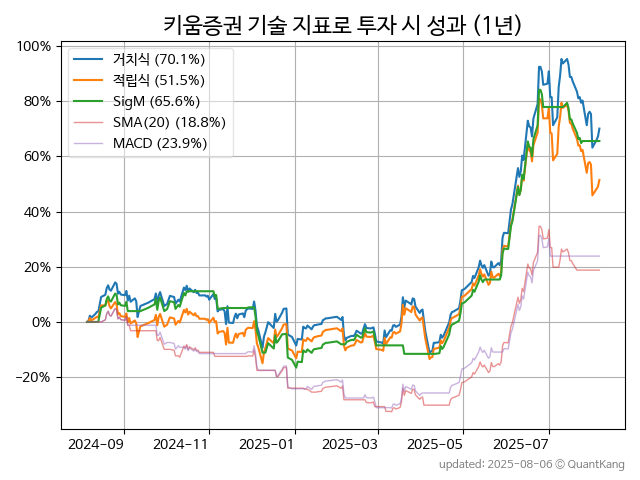 키움증권 기술 지표로 투자 시 성과 (1년)
거치식 (70.1%)
적립식 (51.5%)
SigM (65.6%)
SMA(20) (18.8%)
MACD (23.9%)
100%
80%
60%
40%
20%
0%
−20%
2024-09 2024-11 2025-01 2025-03 2025-05 2025-07
updated: 2025-08-06 ⓒ QuantKang